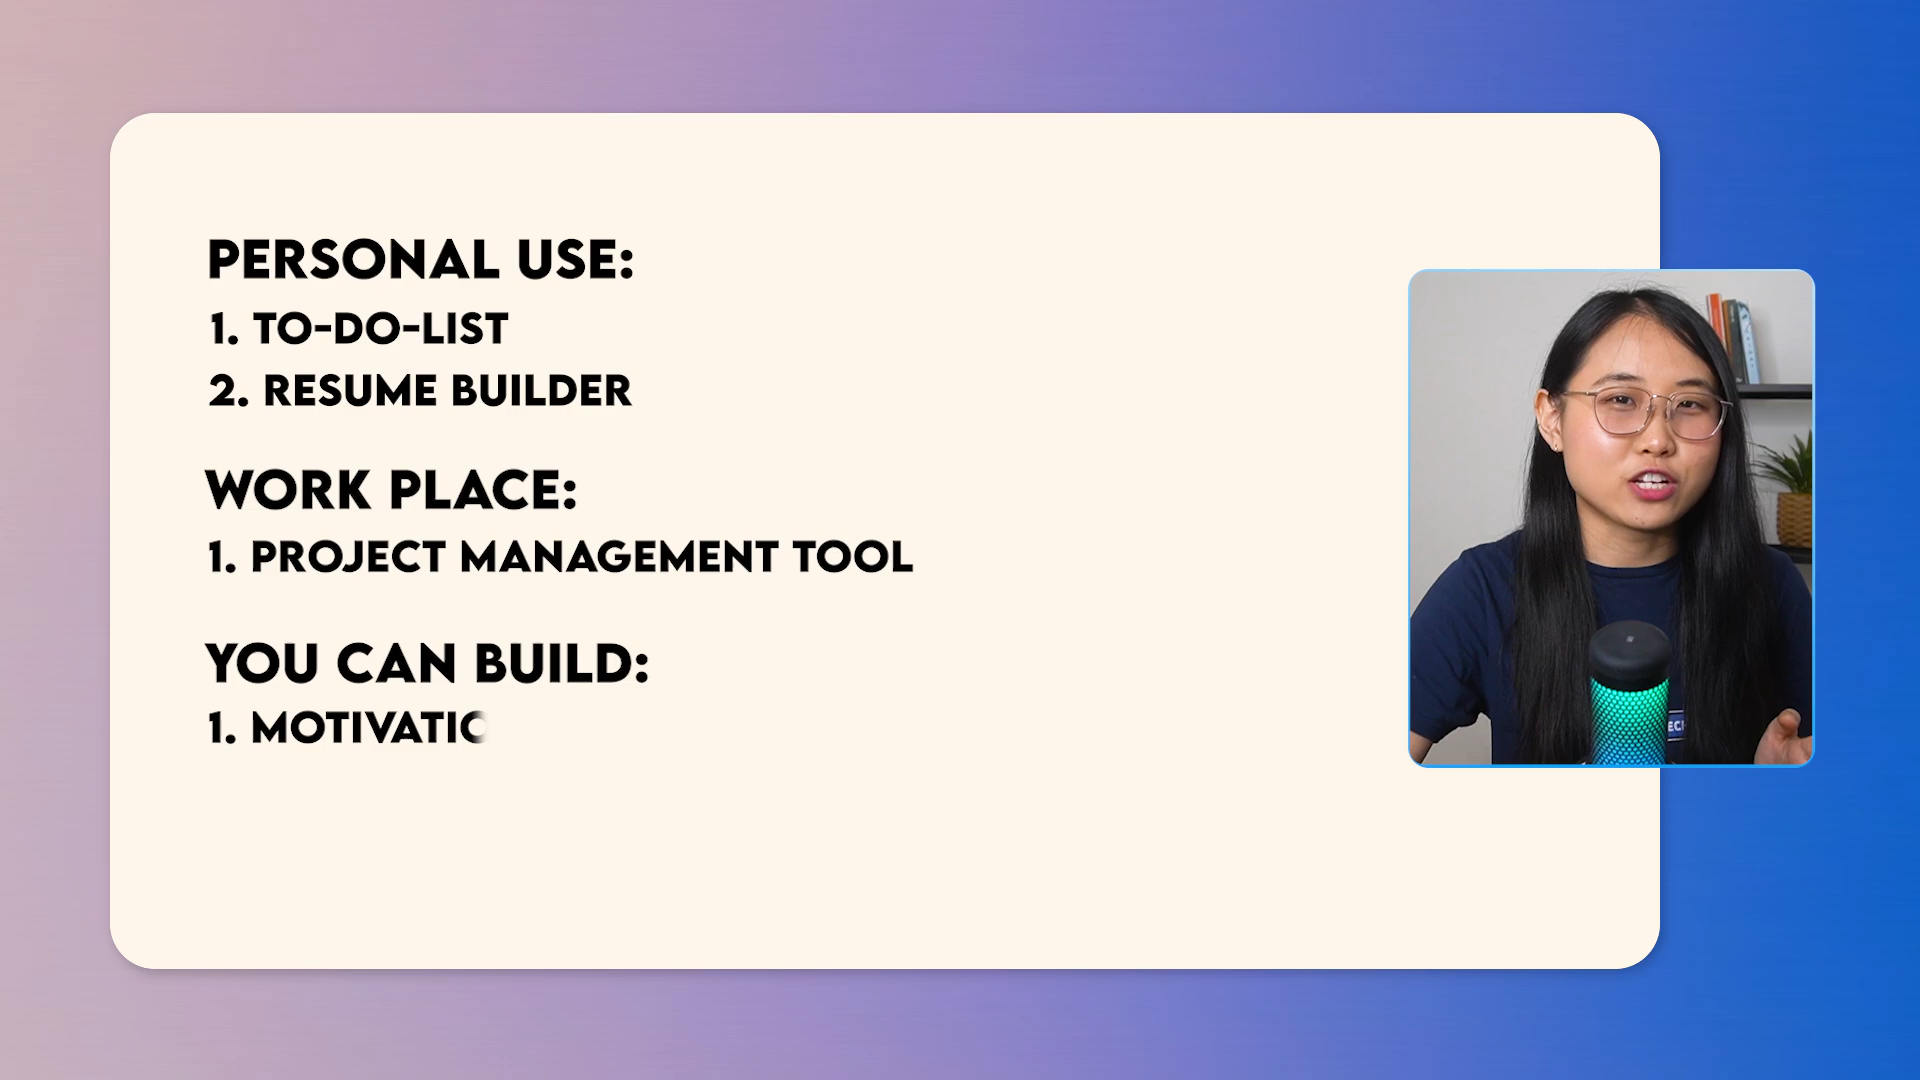 PERSONAL USE:
1. TO-DO-LIST
2. RESUME BUILDER
WORK PLACE:
1. PROJECT MANAGEMENT TOOL
YOU CAN BUILD:
1.